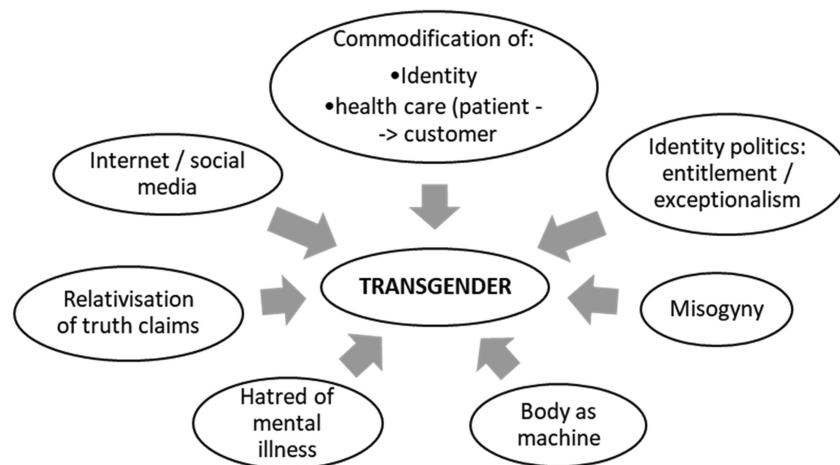 Commodification of:
•Identity
•health care (patient -
-> customer
Internet / social
media
Identity politics:
entitlement /
exceptionalism
TRANSGENDER
Relativisation
of truth claims
Misogyny
Hatred of
mental
illness
Body as
machine